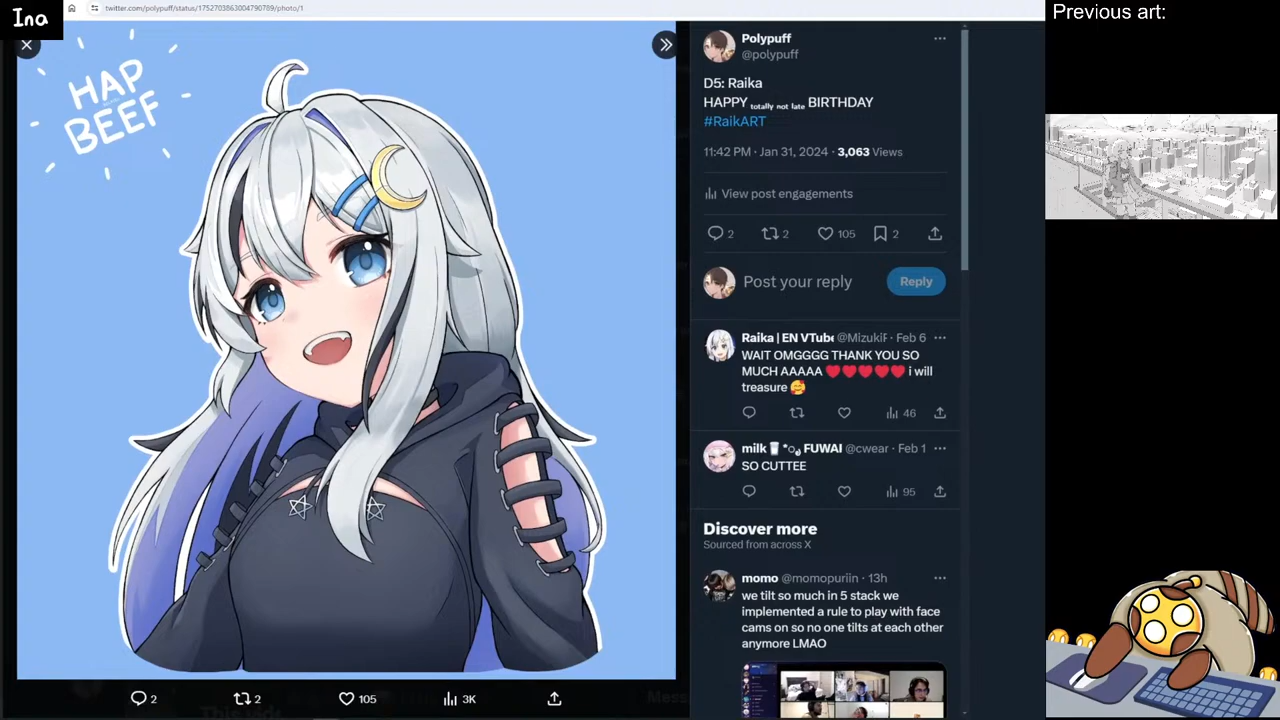 Ina
twitter.com/polypuff/status/1752703863004790789/photo/1
Previous art:
HAP
BEEF
Polypuff
@polypuff
D5: Raika
HAPPY totally not late BIRTHDAY
#RaikART
11:42 PM · Jan 31, 2024 · 3,063 Views
View post engagements
2 2 105 2
Post your reply
Reply
Raika | EN VTube @MizukiF · Feb 6
WAIT OMGGGG THANK YOU SO
MUCH AAAAA ❤️❤️❤️❤️❤️ i will
treasure 🥰
46
milk🥛 FUWAI @cwear · Feb 1
SO CUTTEE
95
Discover more
Sourced from across X
momo @momopuriin · 13h
we tilt so much in 5 stack we
implemented a rule to play with face
cams on so no one tilts at each other
anymore LMAO
2 2 105 3K